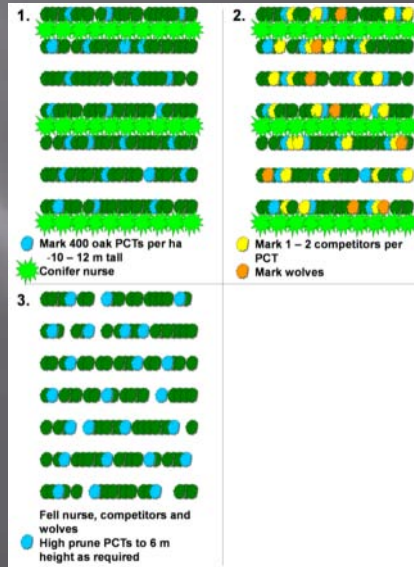 1.
Mark 400 oak PCTs per ha
-10 – 12 m tall
Conifer nurse
2.
Mark 1 – 2 competitors per
PCT
Mark wolves
3.
Fell nurse, competitors and
wolves
High prune PCTs to 6 m
height as required